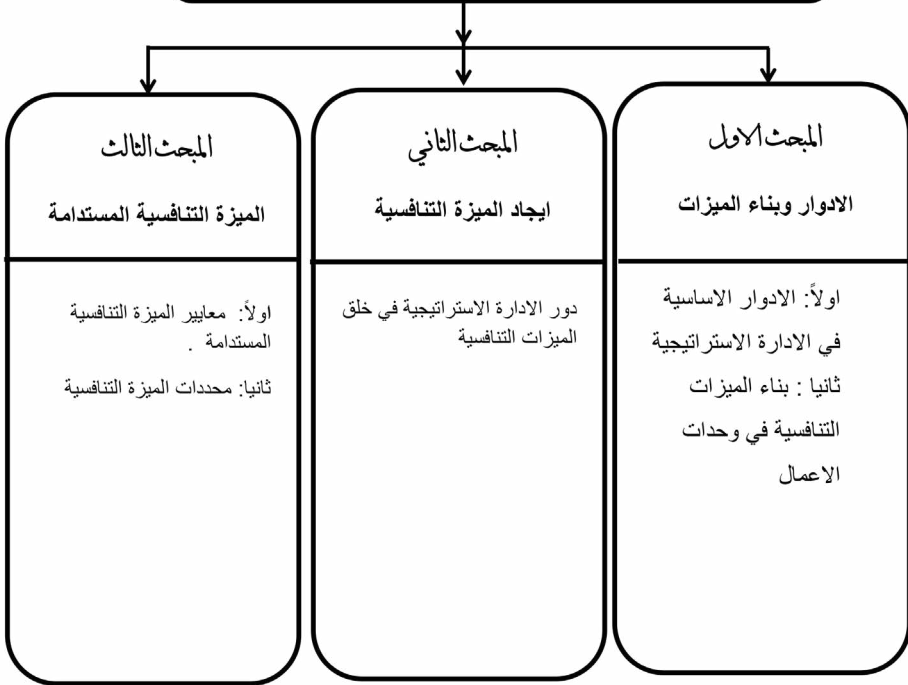 المبحث الاول
الادوار وبناء الميزات
اولاً: الادوار الاساسية
في الادارة الاستراتيجية
ثانيا : بناء الميزات
التنافسية في وحدات
الاعمال
المبحث الثاني
ايجاد الميزة التنافسية
دور الادارة الاستراتيجية في خلق
الميزات التنافسية
المبحث الثالث
الميزة التنافسية المستدامة
اولاً: معايير الميزة التنافسية
المستدامة .
ثانيا: محددات الميزة التنافسية